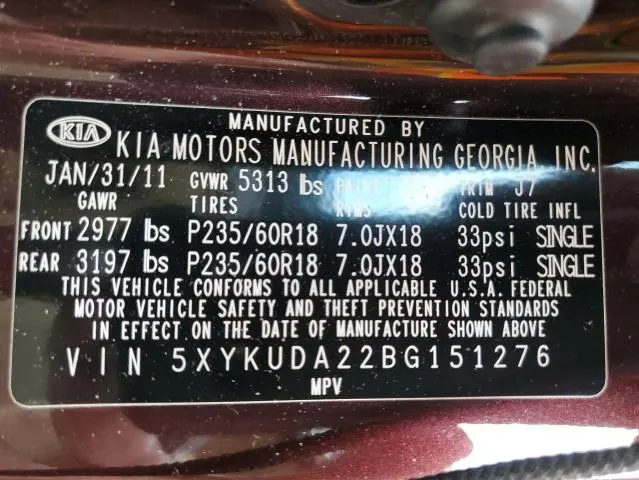 MANUFACTURED BY
KIA KIA MOTORS MANUFACTURING GEORGIA, INC.
JAN/31/11 GVWR 5313 lbs PAINT TRIM J7
GAWR TIRES RIMS COLD TIRE INFL
FRONT 2977 lbs P235/60R18 7.0JX18 33psi SINGLE
REAR 3197 lbs P235/60R18 7.0JX18 33psi SINGLE
THIS VEHICLE CONFORMS TO ALL APPLICABLE U.S.A. FEDERAL
MOTOR VEHICLE SAFETY AND THEFT PREVENTION STANDARDS
IN EFFECT ON THE DATE OF MANUFACTURE SHOWN ABOVE
VIN 5XYKUDA22BG151276
MPV